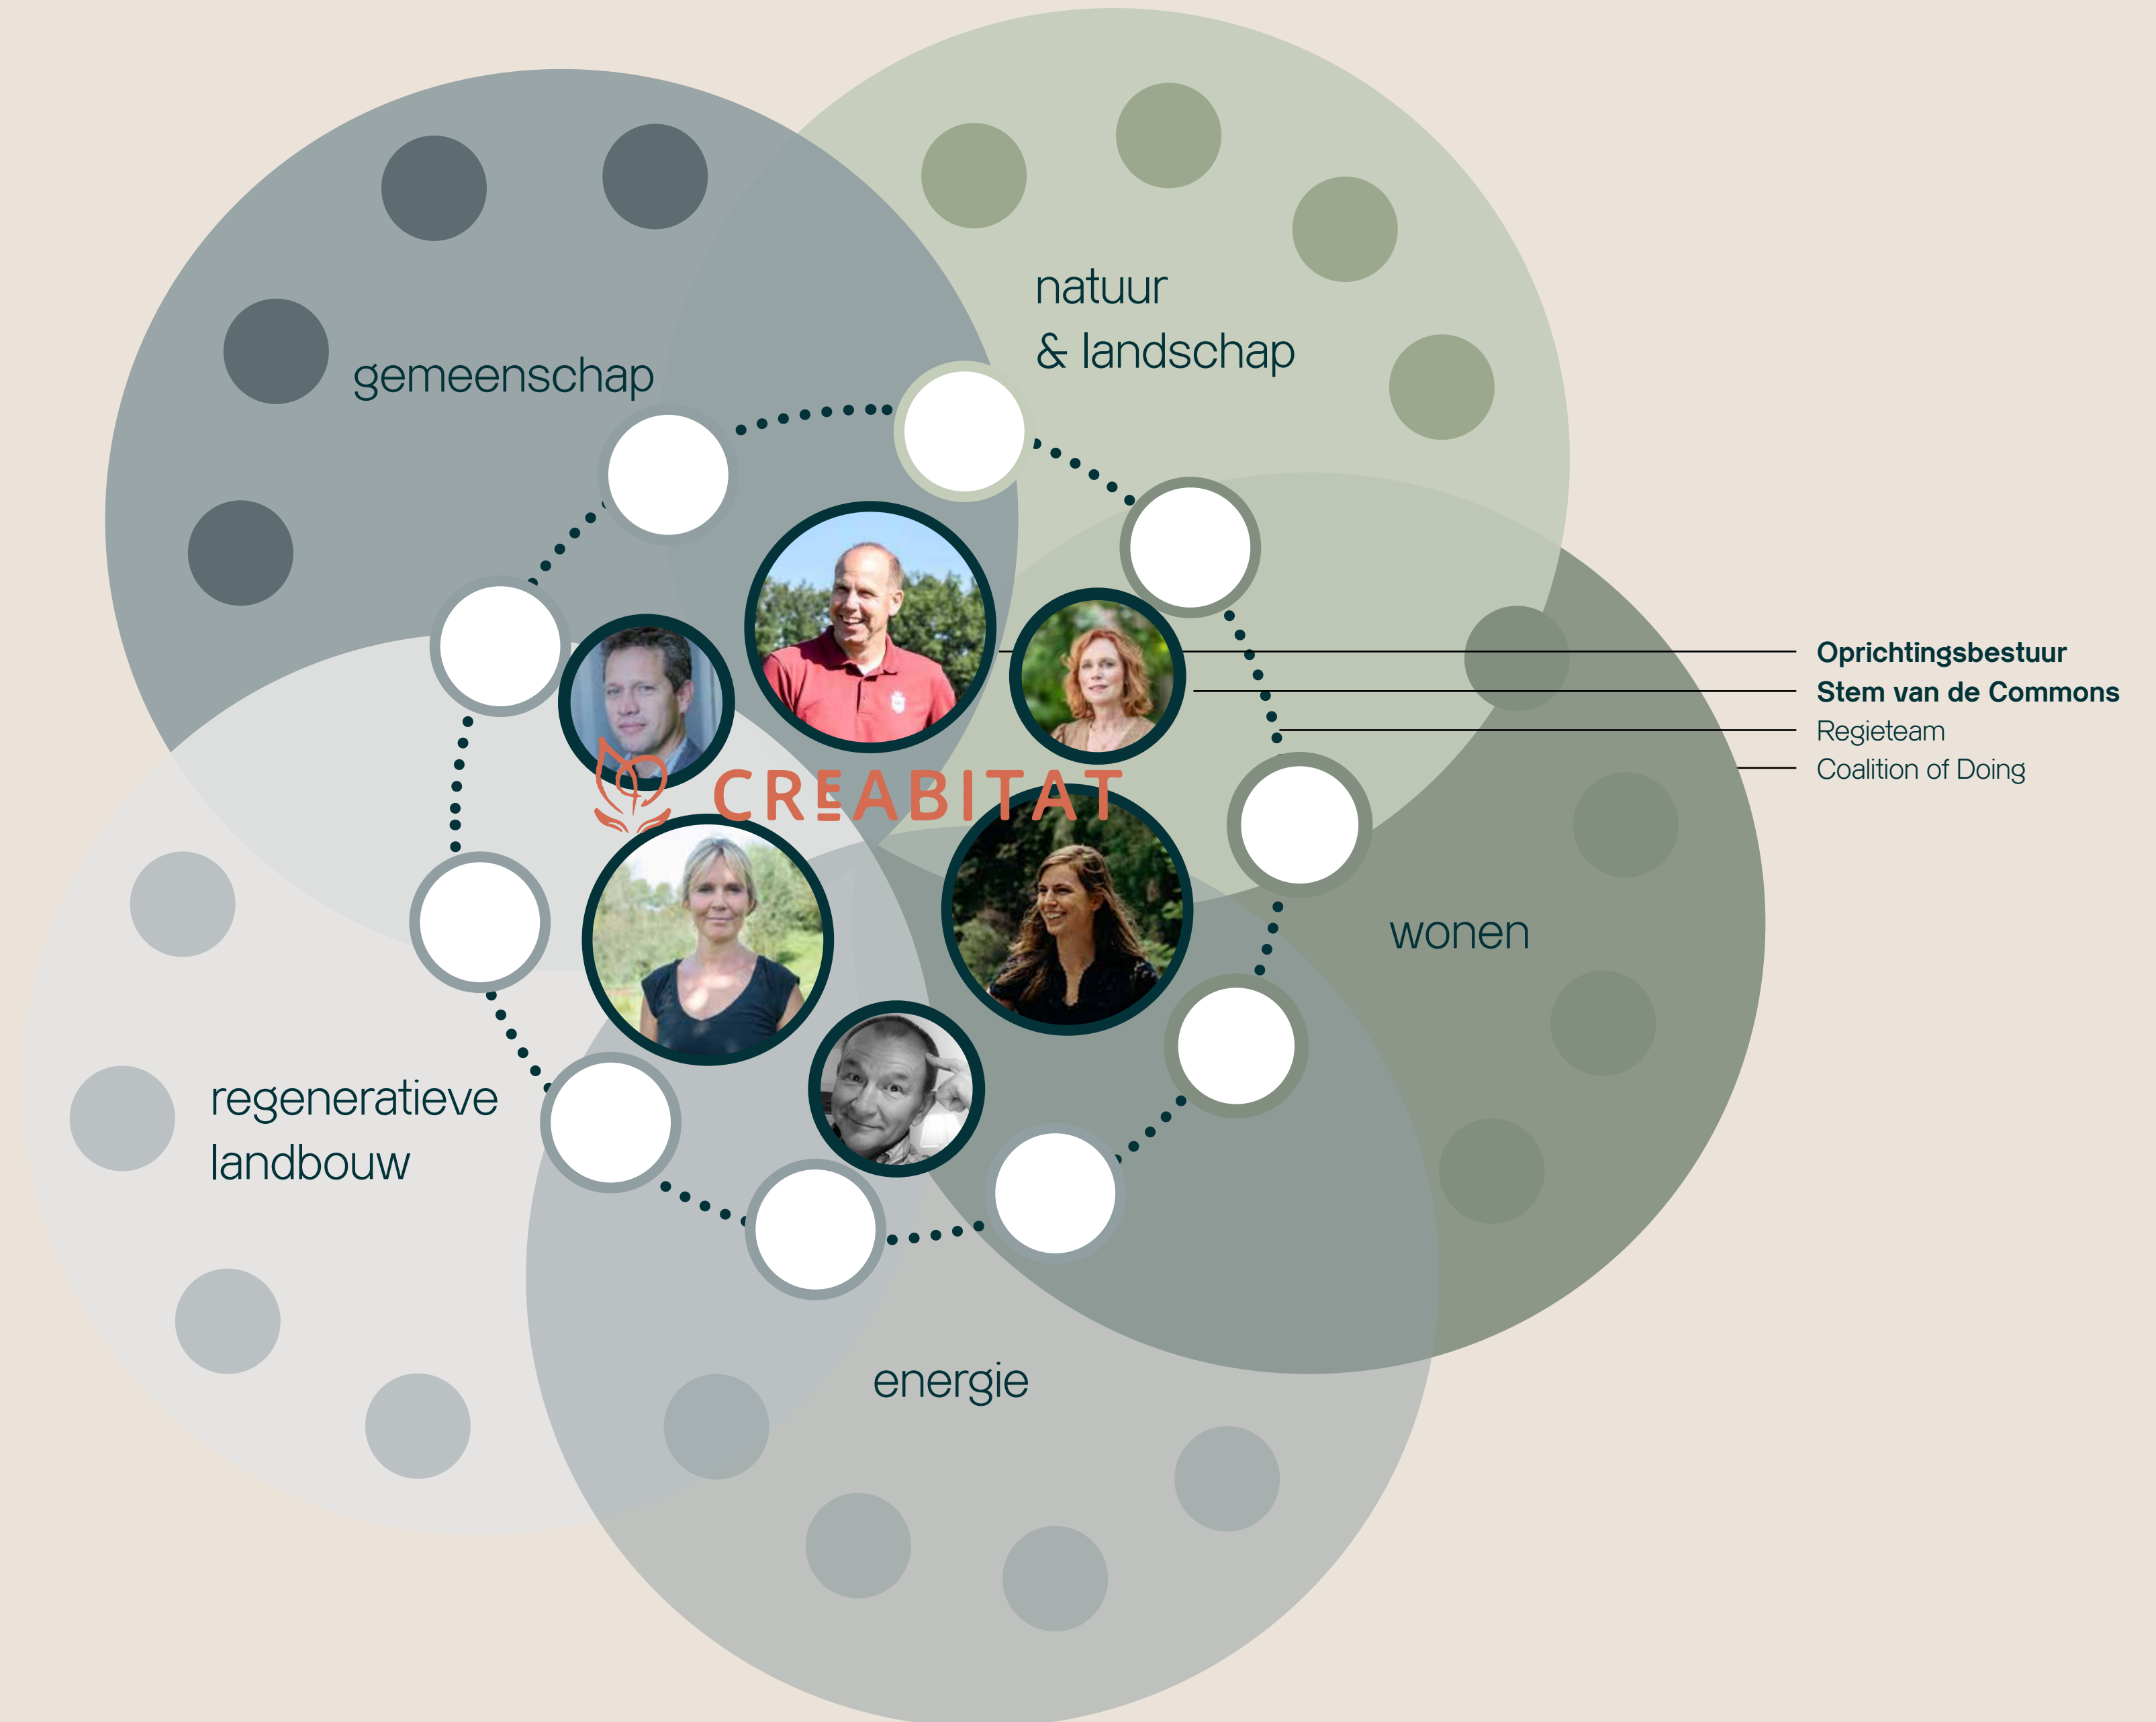 natuur
& landschap
gemeenschap
Oprichtingsbestuur
Stem van de Commons
Regieteam
Coalition of Doing
CREABITAT
wonen
regeneratieve
landbouw
energie